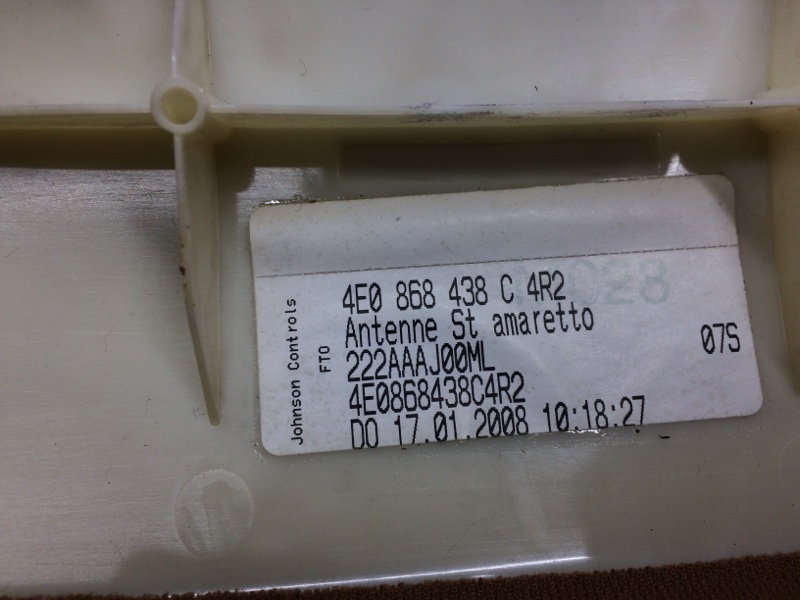 4E0 868 438 C 4R2
Antenne St amaretto
222AAAJ00ML
07S
4E0868438C4R2
DO 17.01.2008 10:18:27
Johnson Controls
FTO